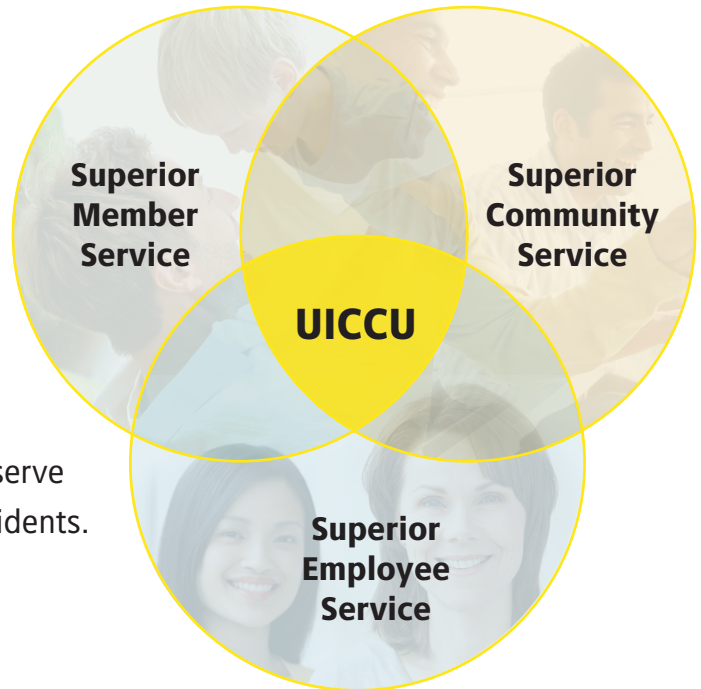 Superior
Member
Service
Superior
Community
Service
UICCU
serve
idents.
Superior
Employee
Service